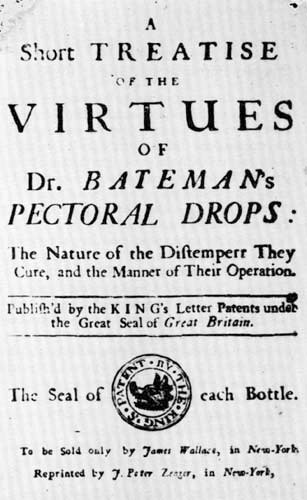 A
Short TREATISE
OF THE
VIRTUES
OF
Dr. BATEMAN's
PECTORAL DROPS:
The Nature of the Diſtemperr They
Cure, and the Manner of Their Operation.
Publiſh'd by the KING's Letter Patents under
the Great Seal of Great Britain.
The Seal of each Bottle.
BY THE KING'S PATENT
To be Sold only by James Wallace, in New-York.
Reprinted by J. Peter Zenger, in New-York,